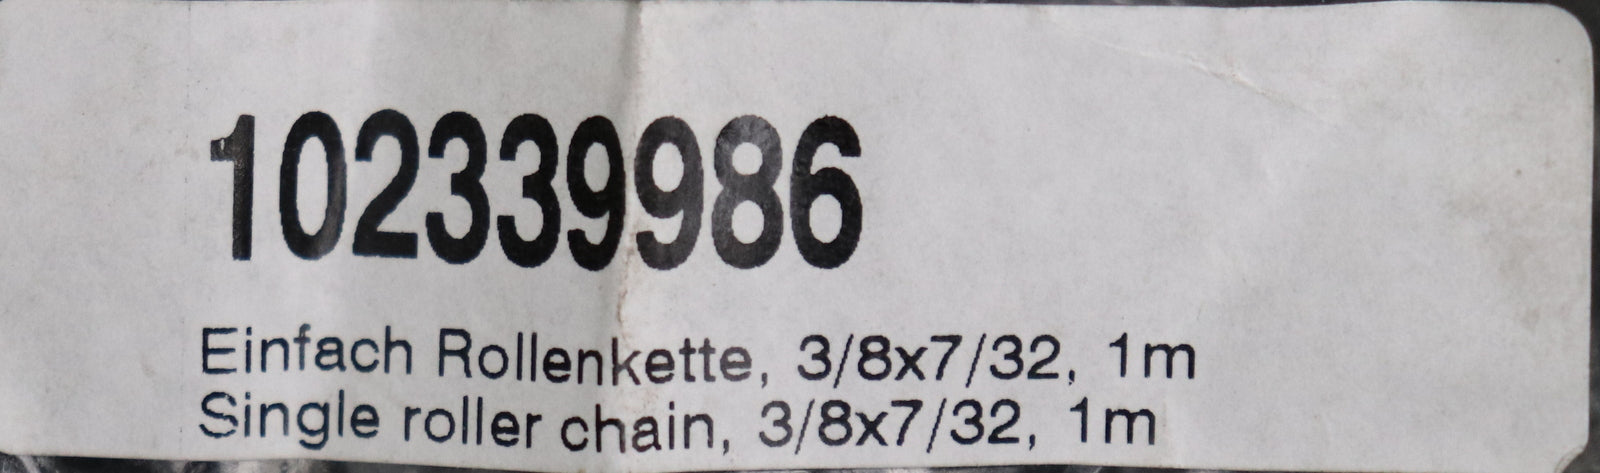 102339986
Einfach Rollenkette, 3/8x7/32, 1m
Single roller chain, 3/8x7/32, 1m